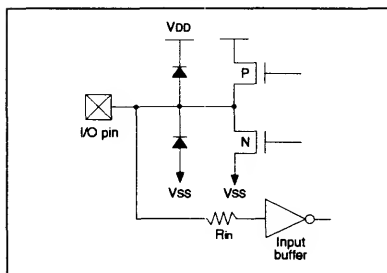 VDD
P
I/O pin
N
VSS
VSS
Rin
Input
buffer